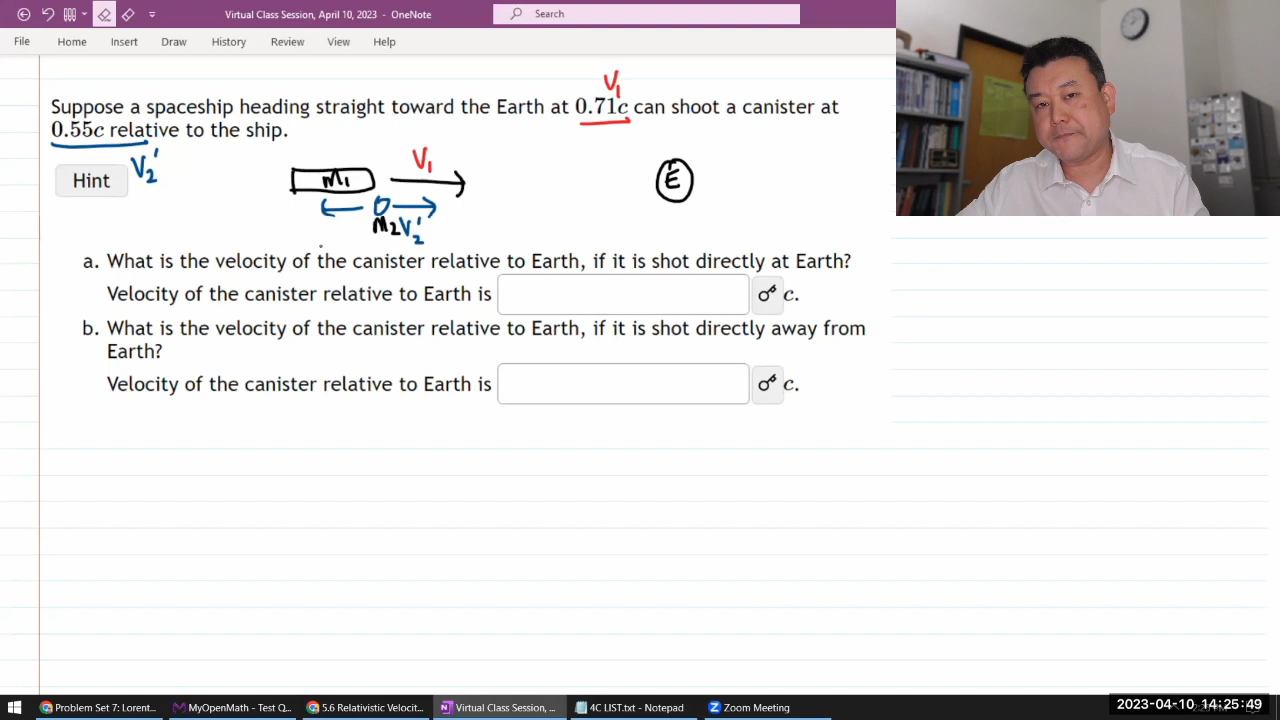 Virtual Class Session, April 10, 2023 - OneNote
Search
File Home Insert Draw History Review View Help
V₁
Suppose a spaceship heading straight toward the Earth at 0.71c can shoot a canister at
0.55c relative to the ship.
V₂'
Hint
M₁
V₁
E
M₂ V₂'
a. What is the velocity of the canister relative to Earth, if it is shot directly at Earth?
Velocity of the canister relative to Earth is c.
b. What is the velocity of the canister relative to Earth, if it is shot directly away from
Earth?
Velocity of the canister relative to Earth is c.
Problem Set 7: Lorent... MyOpenMath - Test Q... 5.6 Relativistic Velocit... Virtual Class Session, ... 4C LIST.txt - Notepad Zoom Meeting
2023-04-10 14:25:49